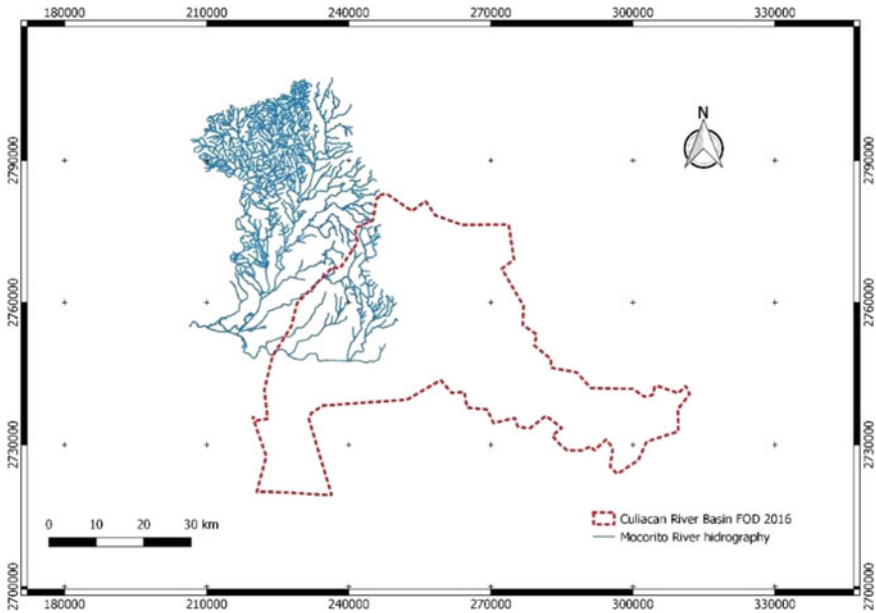 180000 210000 240000 270000 300000 330000
N
2790000 2790000
2760000 2760000
2730000 2730000
2700000 2700000
0 10 20 30 km
Culiacan River Basin FOD 2016
Mocorito River hidrography
180000 210000 240000 270000 300000 330000